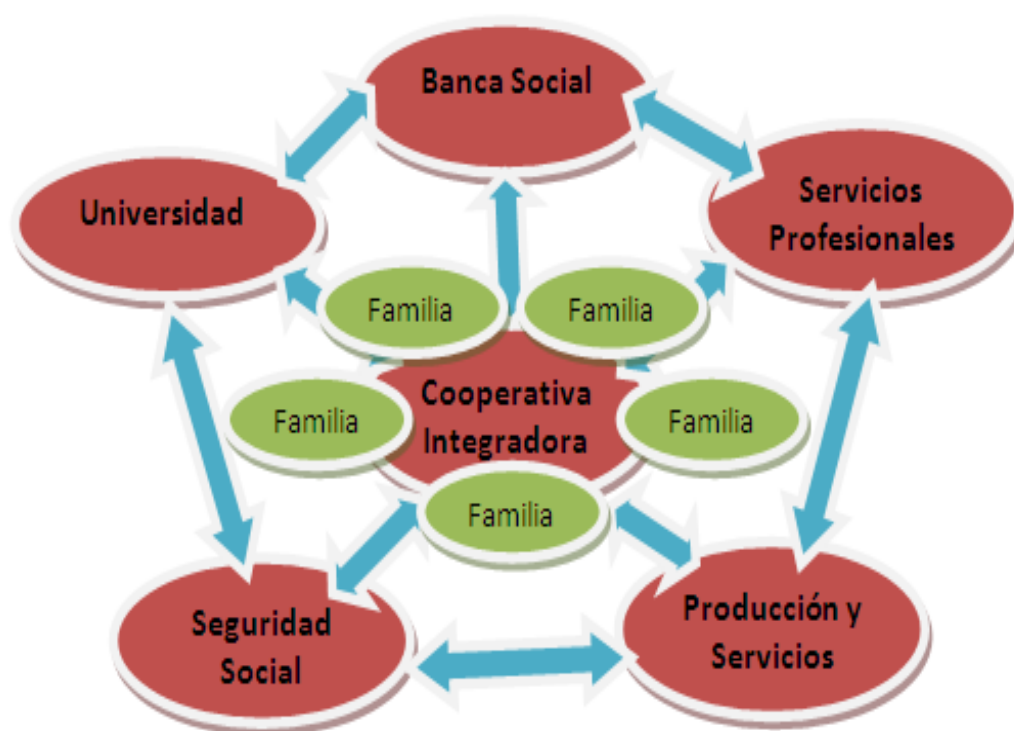 Banca Social
Universidad
Servicios
Profesionales
Familia
Familia
Cooperativa
Integradora
Familia
Familia
Familia
Seguridad
Social
Producción y
Servicios